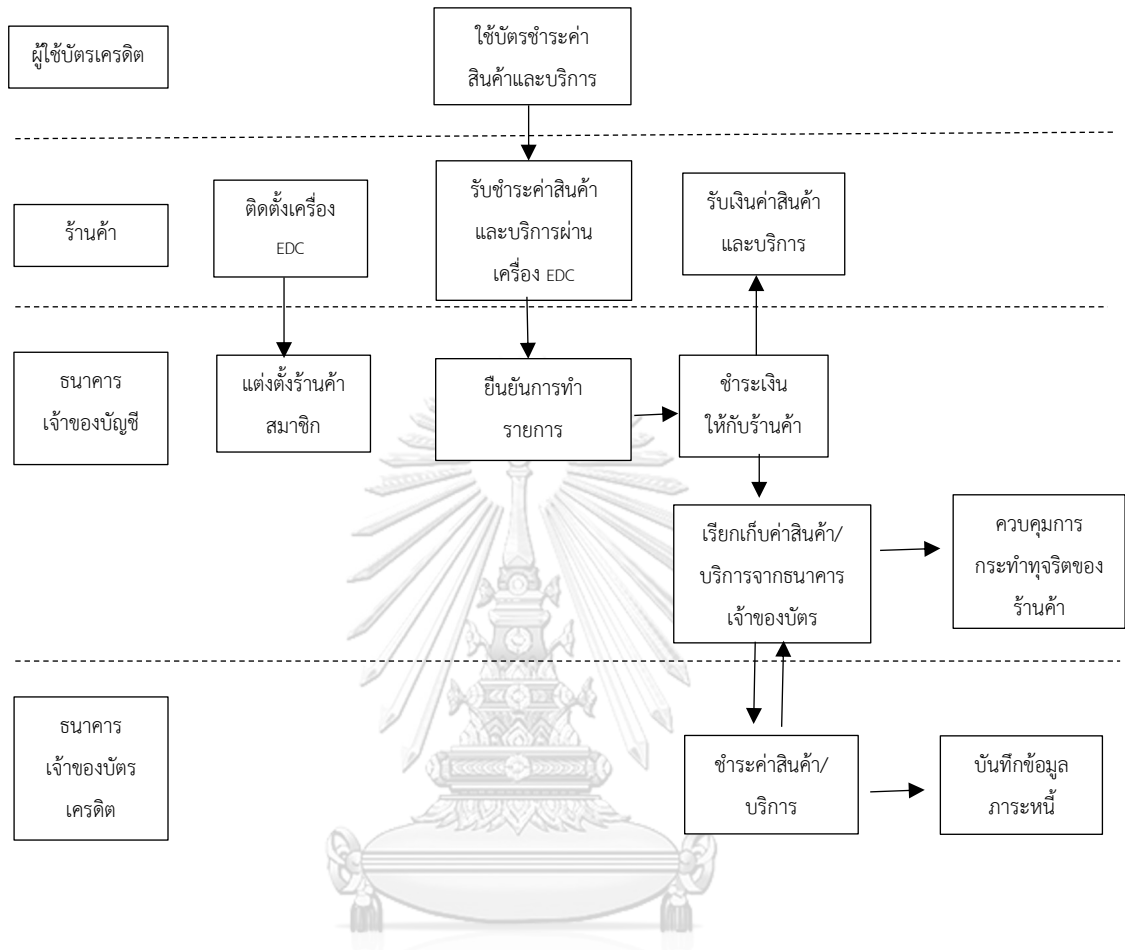 ผู้ใช้บัตรเครดิต
ใช้บัตรชำระค่า
สินค้าและบริการ
ร้านค้า
ติดตั้งเครื่อง
EDC
รับชำระค่าสินค้า
และบริการผ่าน
เครื่อง EDC
รับเงินค่าสินค้า
และบริการ
ธนาคาร
เจ้าของบัญชี
แต่งตั้งร้านค้า
สมาชิก
ยืนยันการทำ
รายการ
ชำระเงิน
ให้กับร้านค้า
เรียกเก็บค่าสินค้า/
บริการจากธนาคาร
เจ้าของบัตร
ควบคุมการ
กระทำทุจริตของ
ร้านค้า
ธนาคาร
เจ้าของบัตร
เครดิต
ชำระค่าสินค้า/
บริการ
บันทึกข้อมูล
ภาระหนี้